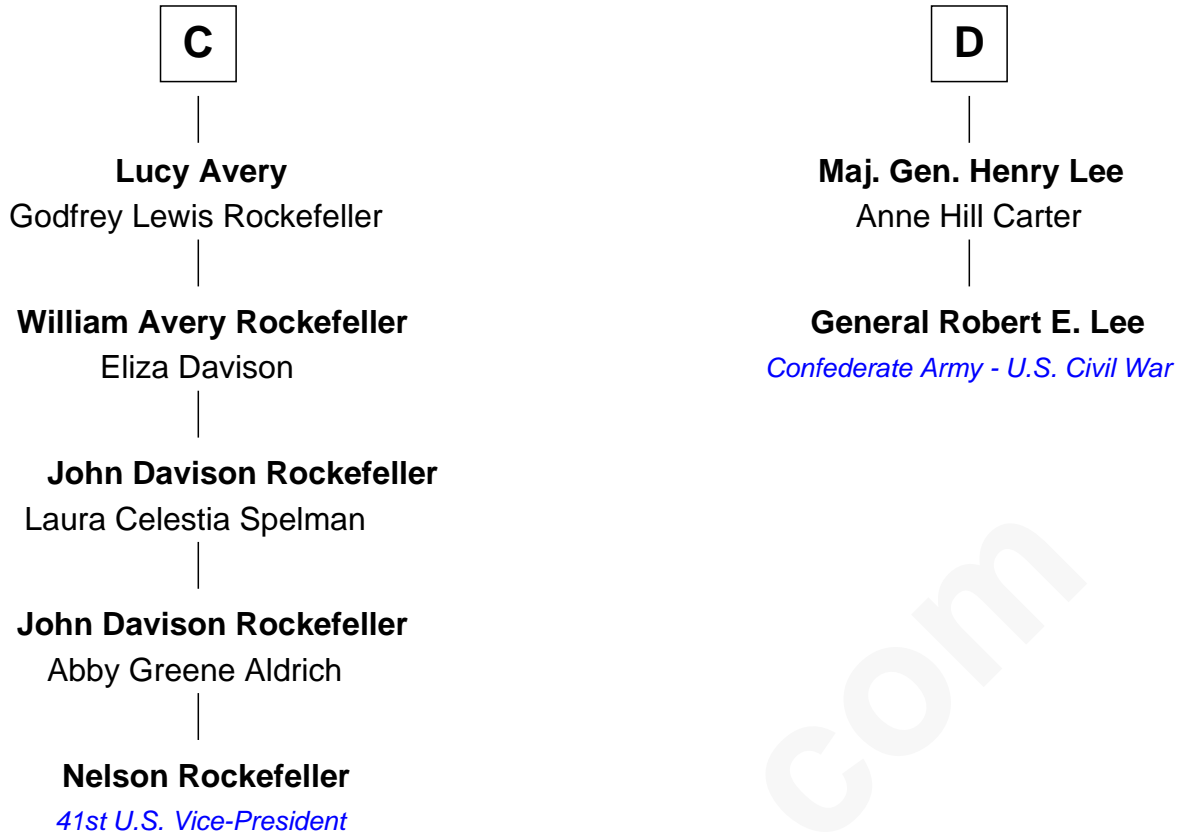 C
Lucy Avery
Godfrey Lewis Rockefeller
William Avery Rockefeller
Eliza Davison
John Davison Rockefeller
Laura Celestia Spelman
John Davison Rockefeller
Abby Greene Aldrich
Nelson Rockefeller
41st U.S. Vice-President
D
Maj. Gen. Henry Lee
Anne Hill Carter
General Robert E. Lee
Confederate Army - U.S. Civil War
com